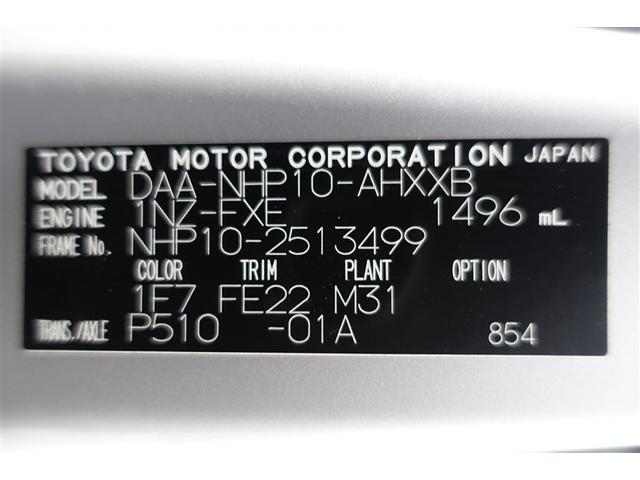 TOYOTA MOTOR CORPORATION JAPAN
MODEL DAA-NHP10-AHXXB
ENGINE 1NZ-FXE 1496 mL
FRAME No. NHP10-2513499
COLOR TRIM PLANT OPTION
1F7 FE22 M31
TRANS./AXLE P510 -01A 854